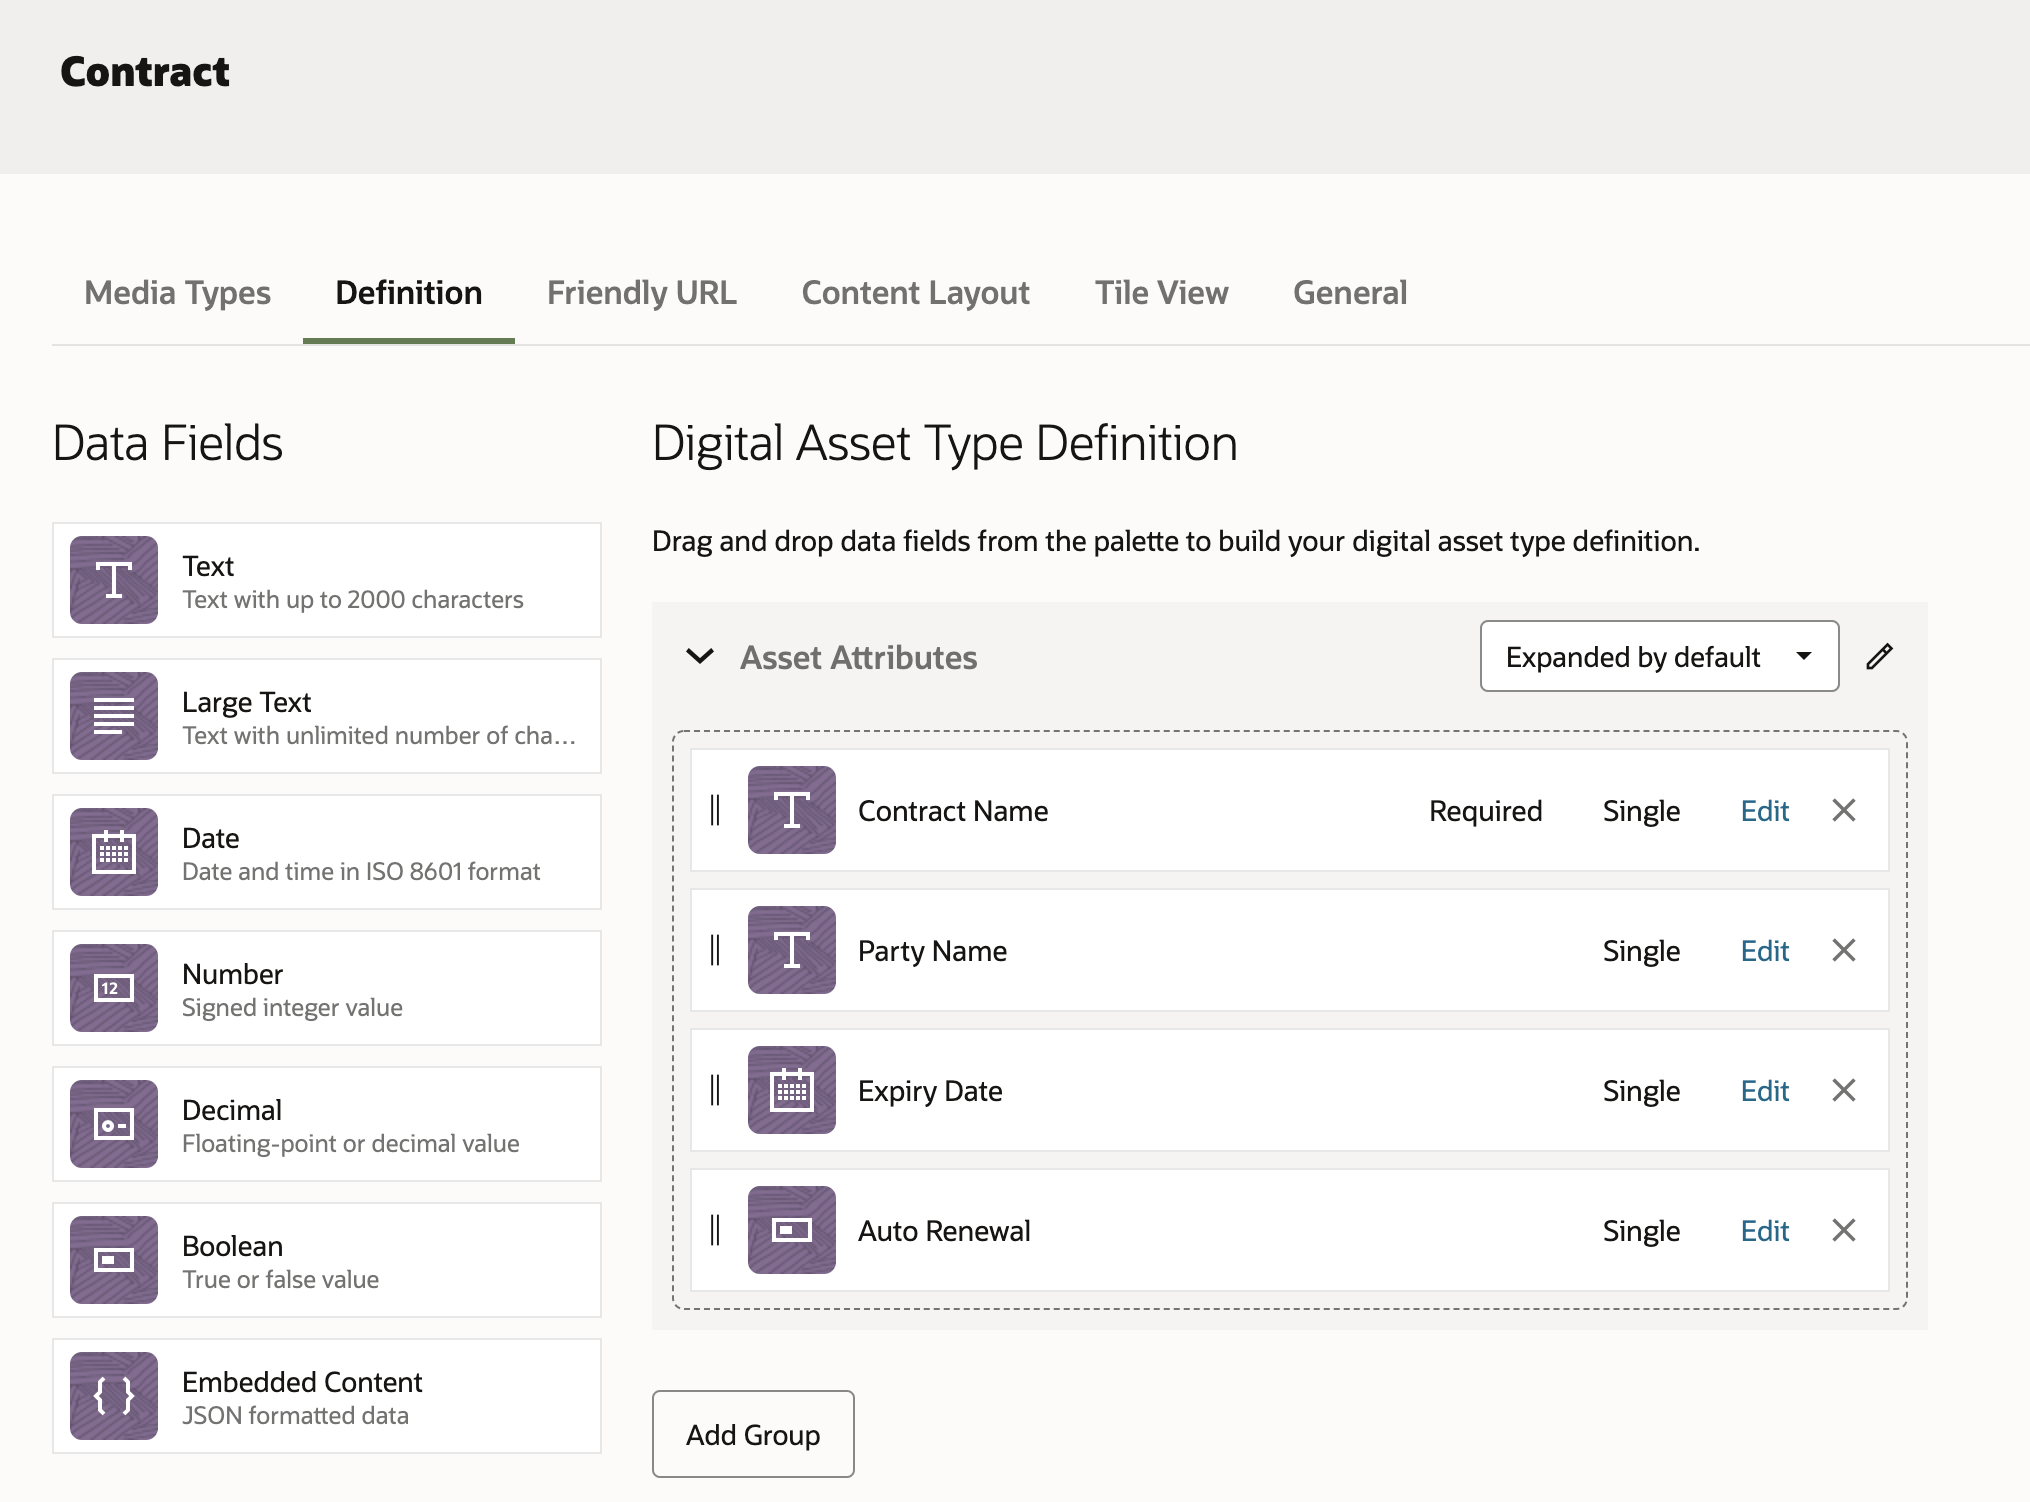 Contract
Media Types
Definition
Friendly URL
Content Layout
Tile View
General
Data Fields
Text
Text with up to 2000 characters
Large Text
Text with unlimited number of cha...
Date
Date and time in ISO 8601 format
12
Number
Signed integer value
Decimal
Floating-point or decimal value
Boolean
True or false value
Embedded Content
JSON formatted data
Digital Asset Type Definition
Drag and drop data fields from the palette to build your digital asset type definition.
Asset Attributes
Expanded by default
Contract Name Required Single Edit
Party Name Single Edit
Expiry Date Single Edit
Auto Renewal Single Edit
Add Group